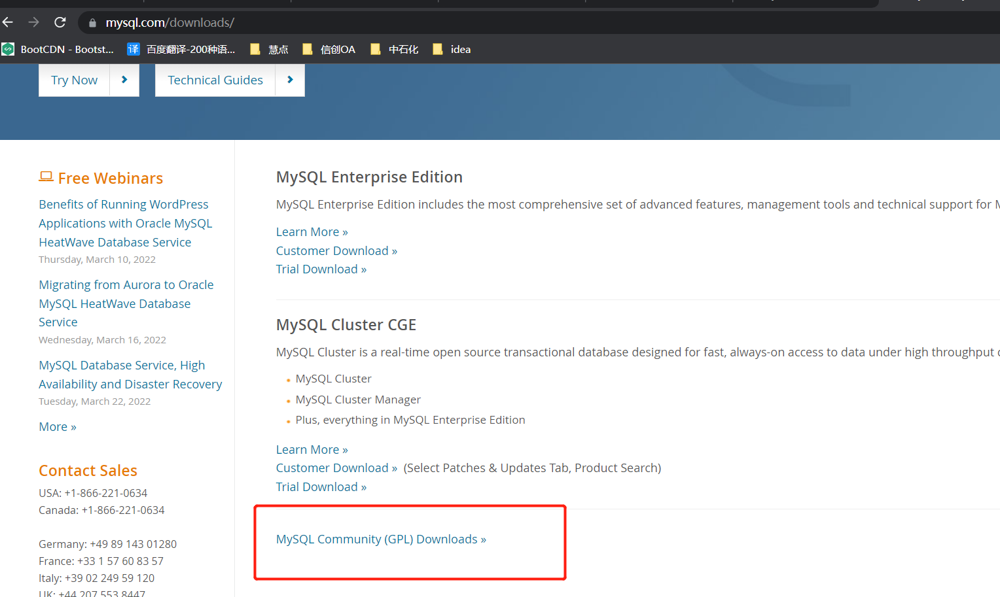 mysql.com/downloads/
BootCDN - Bootst...
译 百度翻译-200种语...
慧点
信创OA
中石化
idea
Try Now
Technical Guides
Free Webinars
Benefits of Running WordPress
Applications with Oracle MySQL
HeatWave Database Service
Thursday, March 10, 2022
Migrating from Aurora to Oracle
MySQL HeatWave Database
Service
Wednesday, March 16, 2022
MySQL Database Service, High
Availability and Disaster Recovery
Tuesday, March 22, 2022
More »
Contact Sales
USA: +1-866-221-0634
Canada: +1-866-221-0634
Germany: +49 89 143 01280
France: +33 1 57 60 83 57
Italy: +39 02 249 59 120
UK: +44 207 553 8447
MySQL Enterprise Edition
MySQL Enterprise Edition includes the most comprehensive set of advanced features, management tools and technical support for
Learn More »
Customer Download »
Trial Download »
MySQL Cluster CGE
MySQL Cluster is a real-time open source transactional database designed for fast, always-on access to data under high throughput
MySQL Cluster
MySQL Cluster Manager
Plus, everything in MySQL Enterprise Edition
Learn More »
Customer Download » (Select Patches & Updates Tab, Product Search)
Trial Download »
MySQL Community (GPL) Downloads »